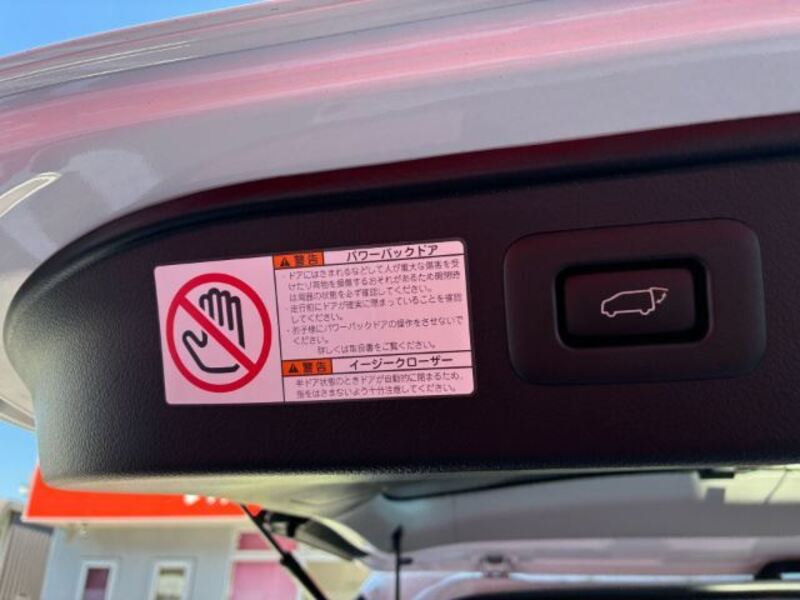 警告 パワーバックドア
・ドアにはさまれるなどして人が重大な傷害を受
けたり荷物を損傷するおそれがあるため開閉時
は周囲の状態を必ず確認してください。
・走行前にドアが確実に閉まっていることを確認
してください。
・お子様にパワーバックドアの操作をさせないで
ください。
詳しくは取扱書をご覧ください。
警告 イージークローザー
半ドア状態のときドアが自動的に閉まるため、
指をはさまないよう十分注意してください。